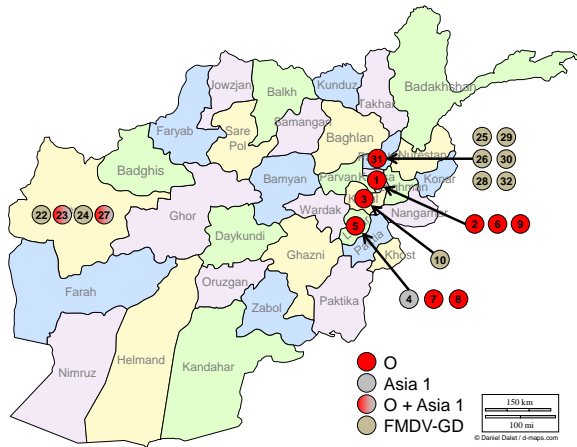 Jowzjan
Balkh
Kunduz
Takhar
Badakhshan
Faryab
Sare
Pol
Samangan
Baghlan
Badghis
25 29
31
26 30
Nurestan
28 32
Bamyan
Parvan
1
Konar
22 23 24 27
Ghor
Wardak
3
Nangarhar
2 6 9
5
Daykundi
Ghazni
Paktia
Khost
10
Farah
Oruzgan
Paktika
4 7 8
Zabol
Nimruz
Helmand
Kandahar
O
Asia 1
O + Asia 1
FMDV-GD
150 km
100 mi
© Daniel Dalet / d-maps.com